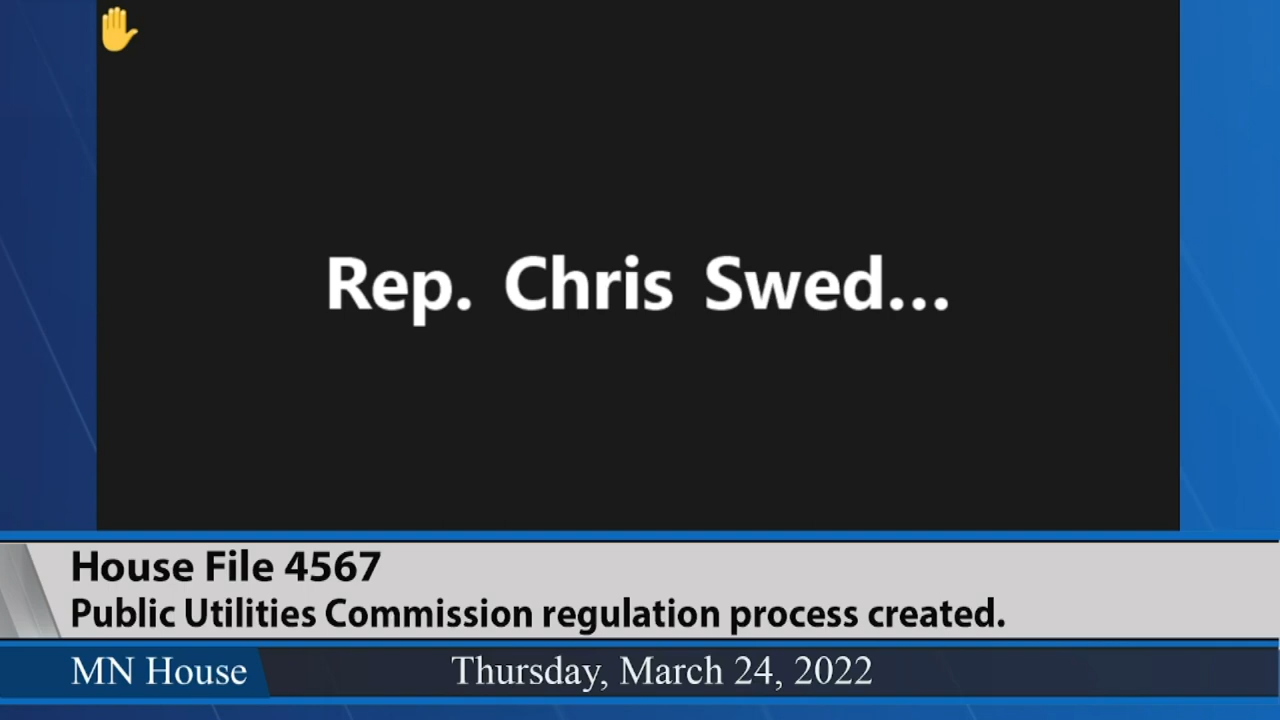 Rep. Chris Swed...
House File 4567
Public Utilities Commission regulation process created.
MN House
Thursday, March 24, 2022